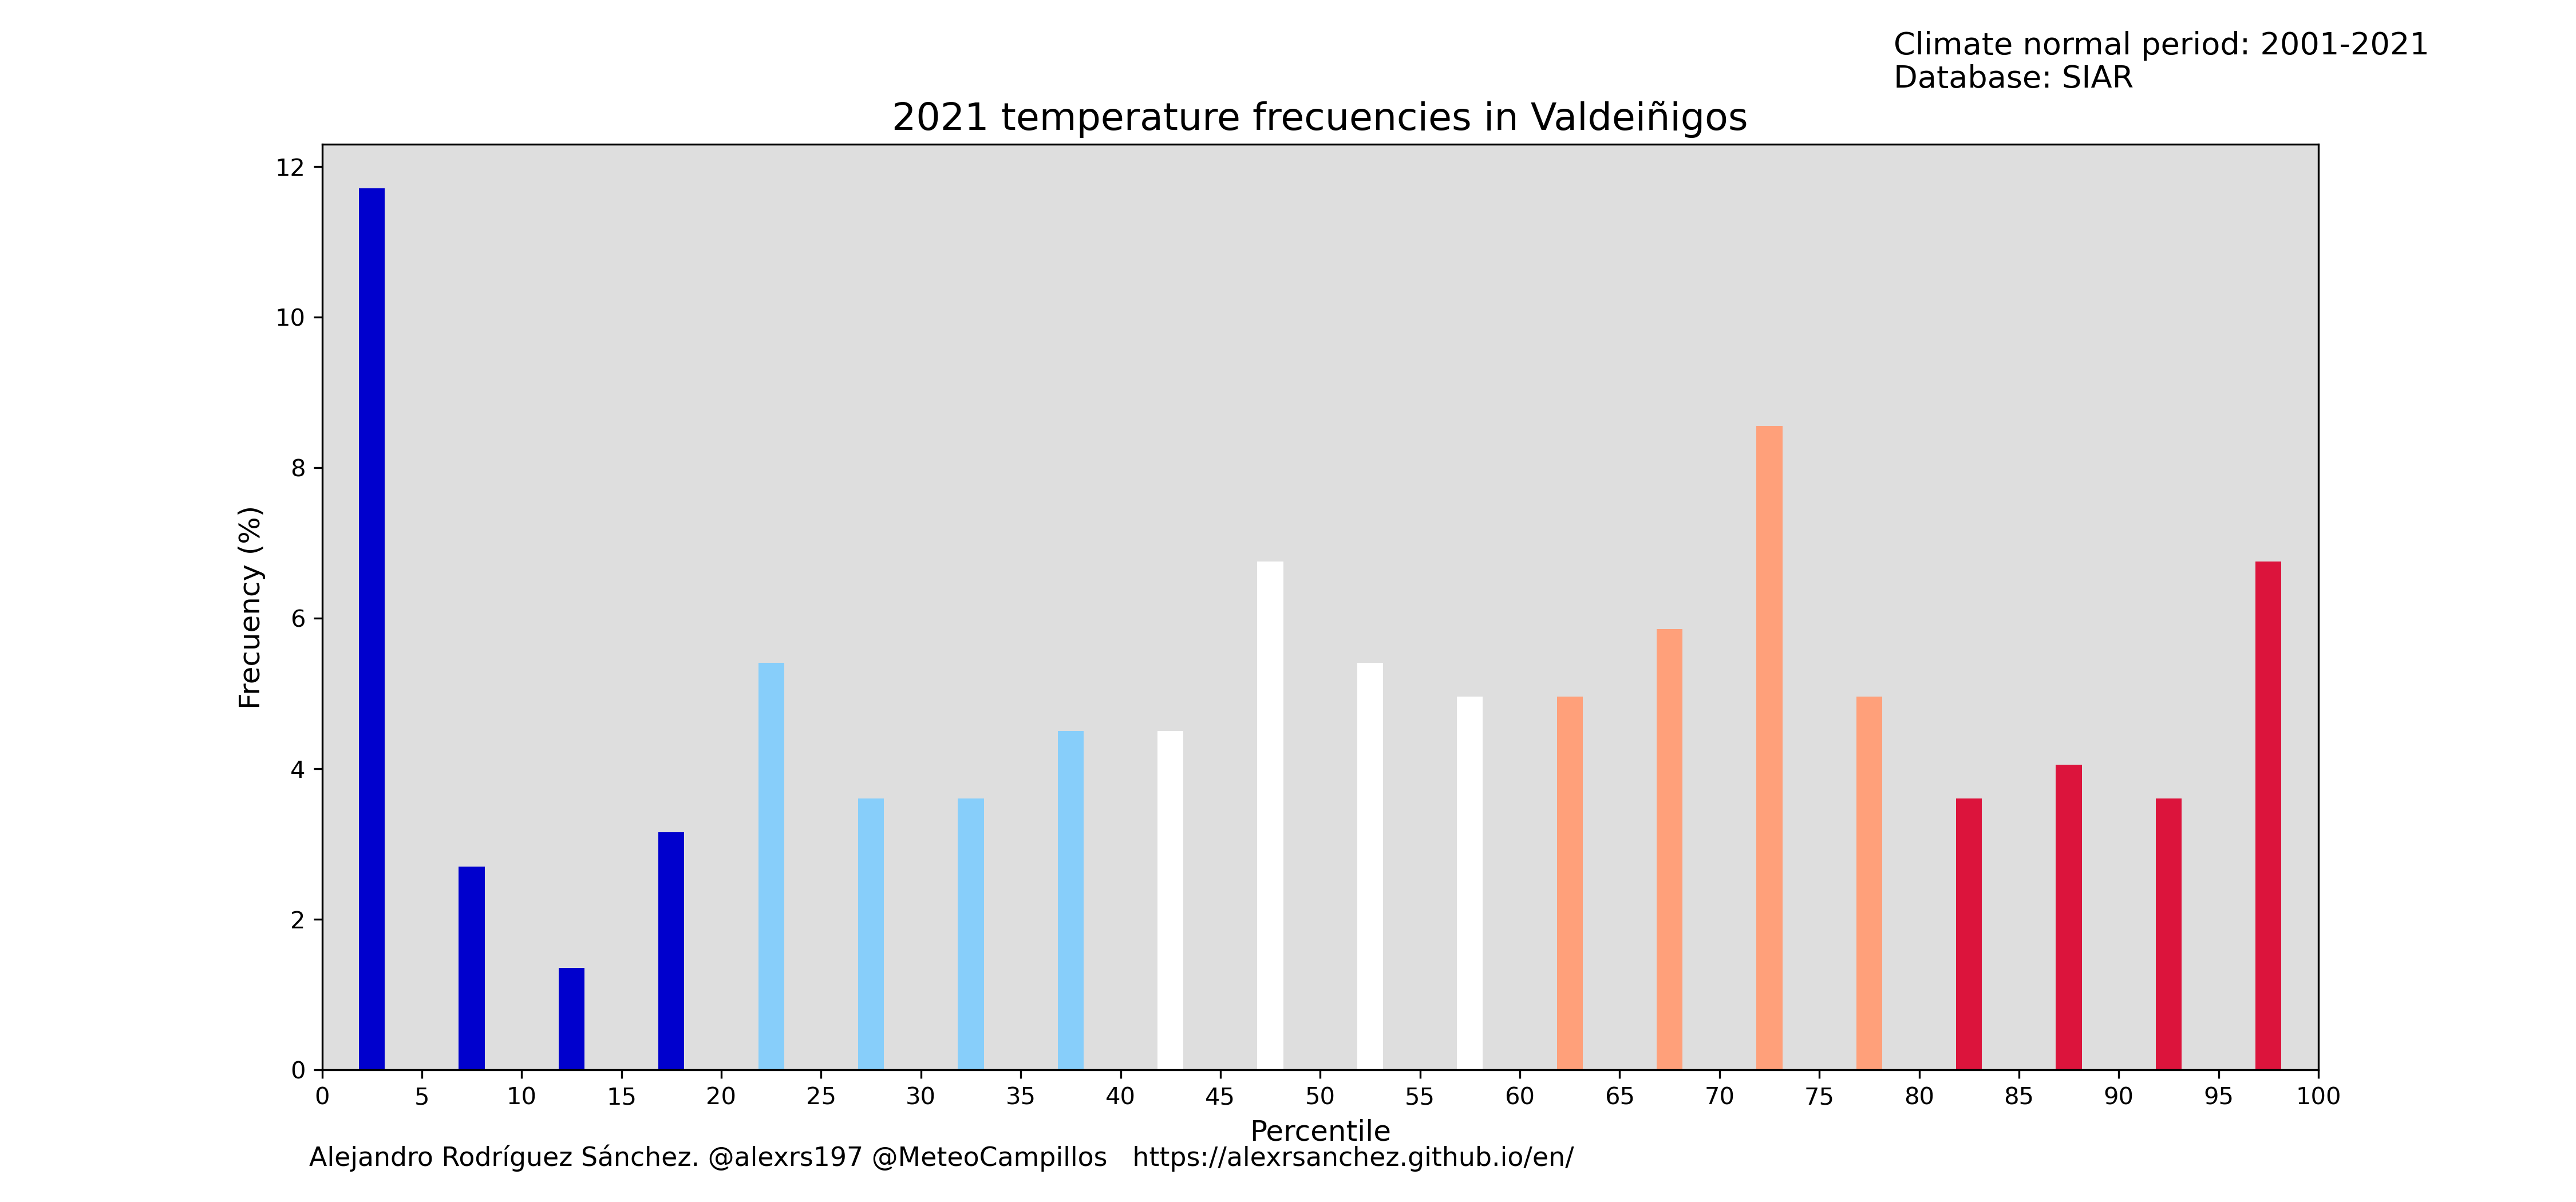 Climate normal period: 2001-2021
Database: SIAR
2021 temperature frecuencies in Valdeiñigos
12
10
8
6
4
2
0
Frecuency (%)
0 5 10 15 20 25 30 35 40 45 50 55 60 65 70 75 80 85 90 95 100
Percentile
Alejandro Rodríguez Sánchez. @alexrs197 @MeteoCampillos https://alexrsanchez.github.io/en/